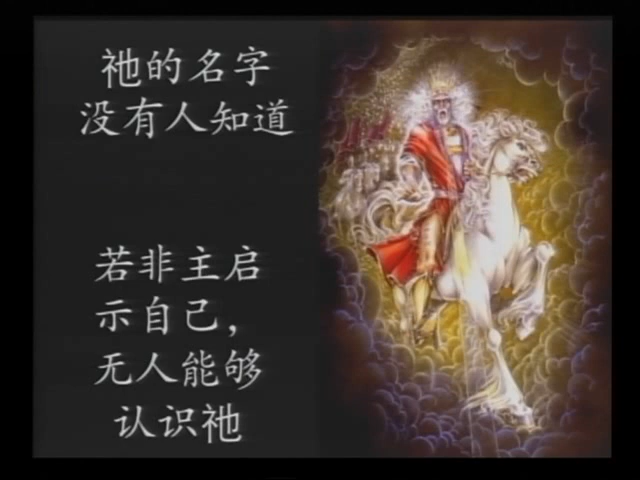 祂的名字
没有人知道
若非主启
示自己，
无人能够
认识祂